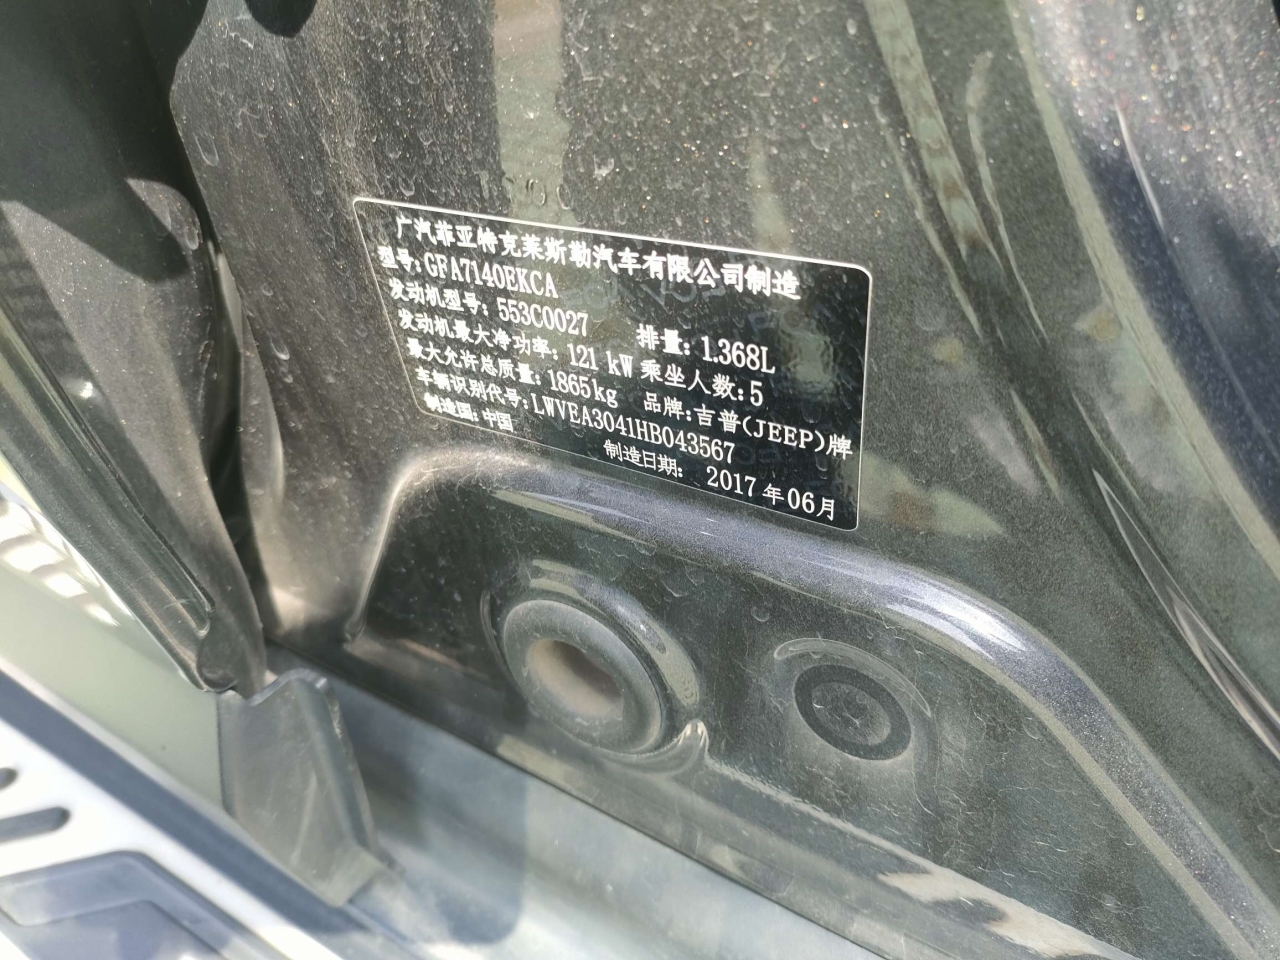 广汽菲亚特克莱斯勒汽车有限公司制造
型号:GFA7140EKCA
发动机型号: 553C0027 排量: 1.368L
发动机最大净功率: 121 kW 乘坐人数: 5
最大允许总质量: 1865kg 品牌:吉普(JEEP)牌
车辆识别代号:LWVEA3041HB043567
制造国:中国 制造日期: 2017年06月